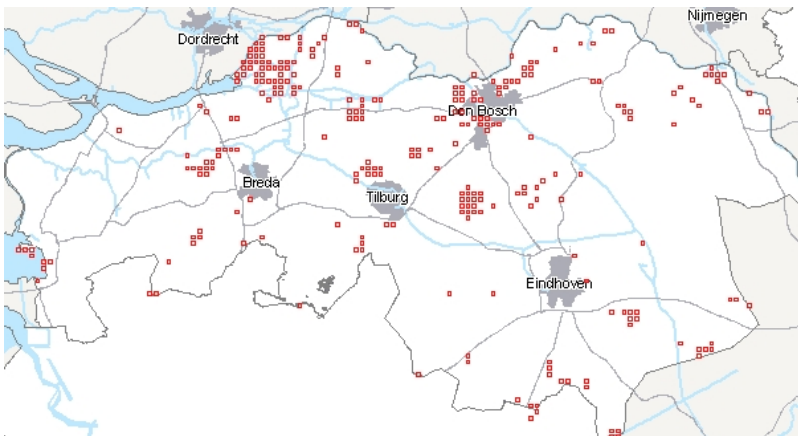 Nijmegen
Dordrecht
Den Bosch
Breda
Tilburg
Eindhoven